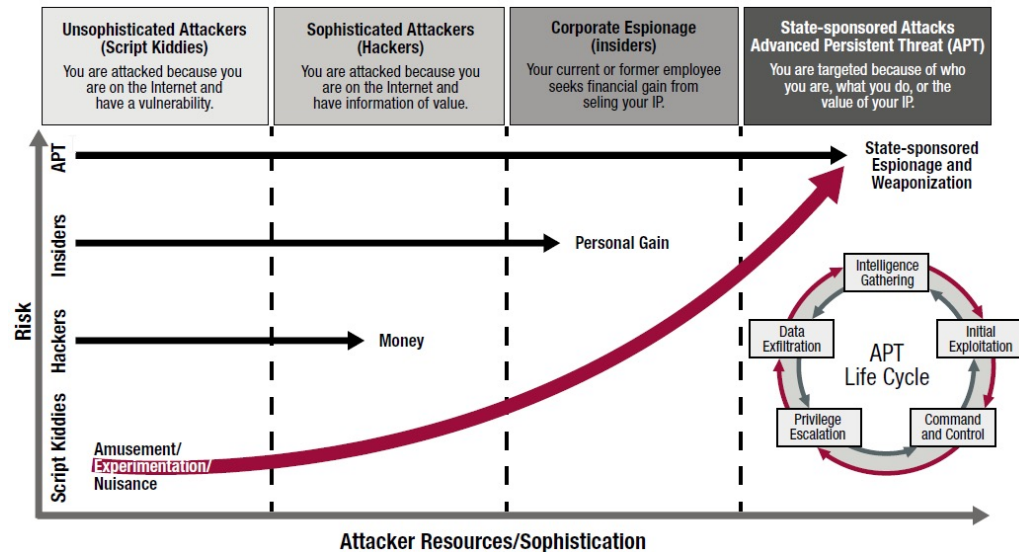 Unsophisticated Attackers
(Script Kiddies)
You are attacked because you
are on the Internet and
have a vulnerability.
Sophisticated Attackers
(Hackers)
You are attacked because you
are on the Internet and
have information of value.
Corporate Espionage
(insiders)
Your current or former employee
seeks financial gain from
seling your IP.
State-sponsored Attacks
Advanced Persistent Threat (APT)
You are targeted because of who
you are, what you do, or the
value of your IP.
Risk
APT
State-sponsored
Espionage and
Weaponization
Insiders
Personal Gain
Hackers
Money
Script Kiddies
Amusement/
Experimentation/
Nuisance
Intelligence
Gathering
Initial
Exploitation
Command
and Control
Privilege
Escalation
Data
Exfiltration
APT
Life Cycle
Attacker Resources/Sophistication